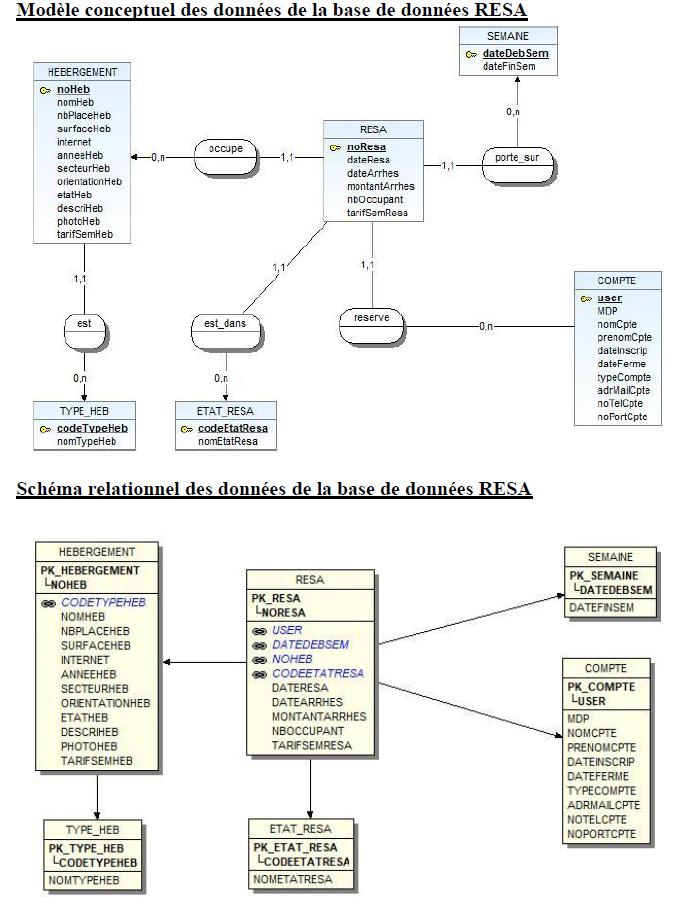 Modèle conceptuel des données de la base de données RESA
SEMAINE
dateDebSem
dateFinSem
HEBERGEMENT
noHeb
nomHeb
nbPlaceHeb
surfaceHeb
internet
anneeHeb
secteurHeb
orientationHeb
etatHeb
descriHeb
photoHeb
tarifSemHeb
0,n
occupe
1,1
RESA
noResa
dateResa
dateArrhes
montantArrhes
nbOccupant
tarifSemResa
1,1
porte_sur
0,n
1,1
est
0,n
TYPE_HEB
codeTypeHeb
nomTypeHeb
1,1
est_dans
0,n
ETAT_RESA
codeEtatResa
nomEtatResa
1,1
reserve
0,n
COMPTE
user
MDP
nomCpte
prenomCpte
dateInscrip
dateFerme
typeCompte
adrMailCpte
noTelCpte
noPortCpte
Schéma relationnel des données de la base de données RESA
HEBERGEMENT
PK_HEBERGEMENT
NOHEB
CODETYPEHEB
NOMHEB
NBPLACEHEB
SURFACEHEB
INTERNET
ANNEEHEB
SECTEURHEB
ORIENTATIONHEB
ETATHEB
DESCRIHEB
PHOTOHEB
TARIFSEMHEB
RESA
PK_RESA
NORESA
USER
DATEDEBSEM
NOHEB
CODEETATRESA
DATERESA
DATEARRHES
MONTANTARRHES
NBOCCUPANT
TARIFSEMRESA
SEMAINE
PK_SEMAINE
DATEDEBSEM
DATEFINSEM
COMPTE
PK_COMPTE
USER
MDP
NOMCPTE
PRENOMCPTE
DATEINSCRIP
DATEFERME
TYPECOMPTE
ADRMAILCPTE
NOTELCPTE
NOPORTCPTE
TYPE_HEB
PK_TYPE_HEB
CODETYPEHEB
NOMTYPEHEB
ETAT_RESA
PK_ETAT_RESA
CODEETATRESA
NOMETATRESA